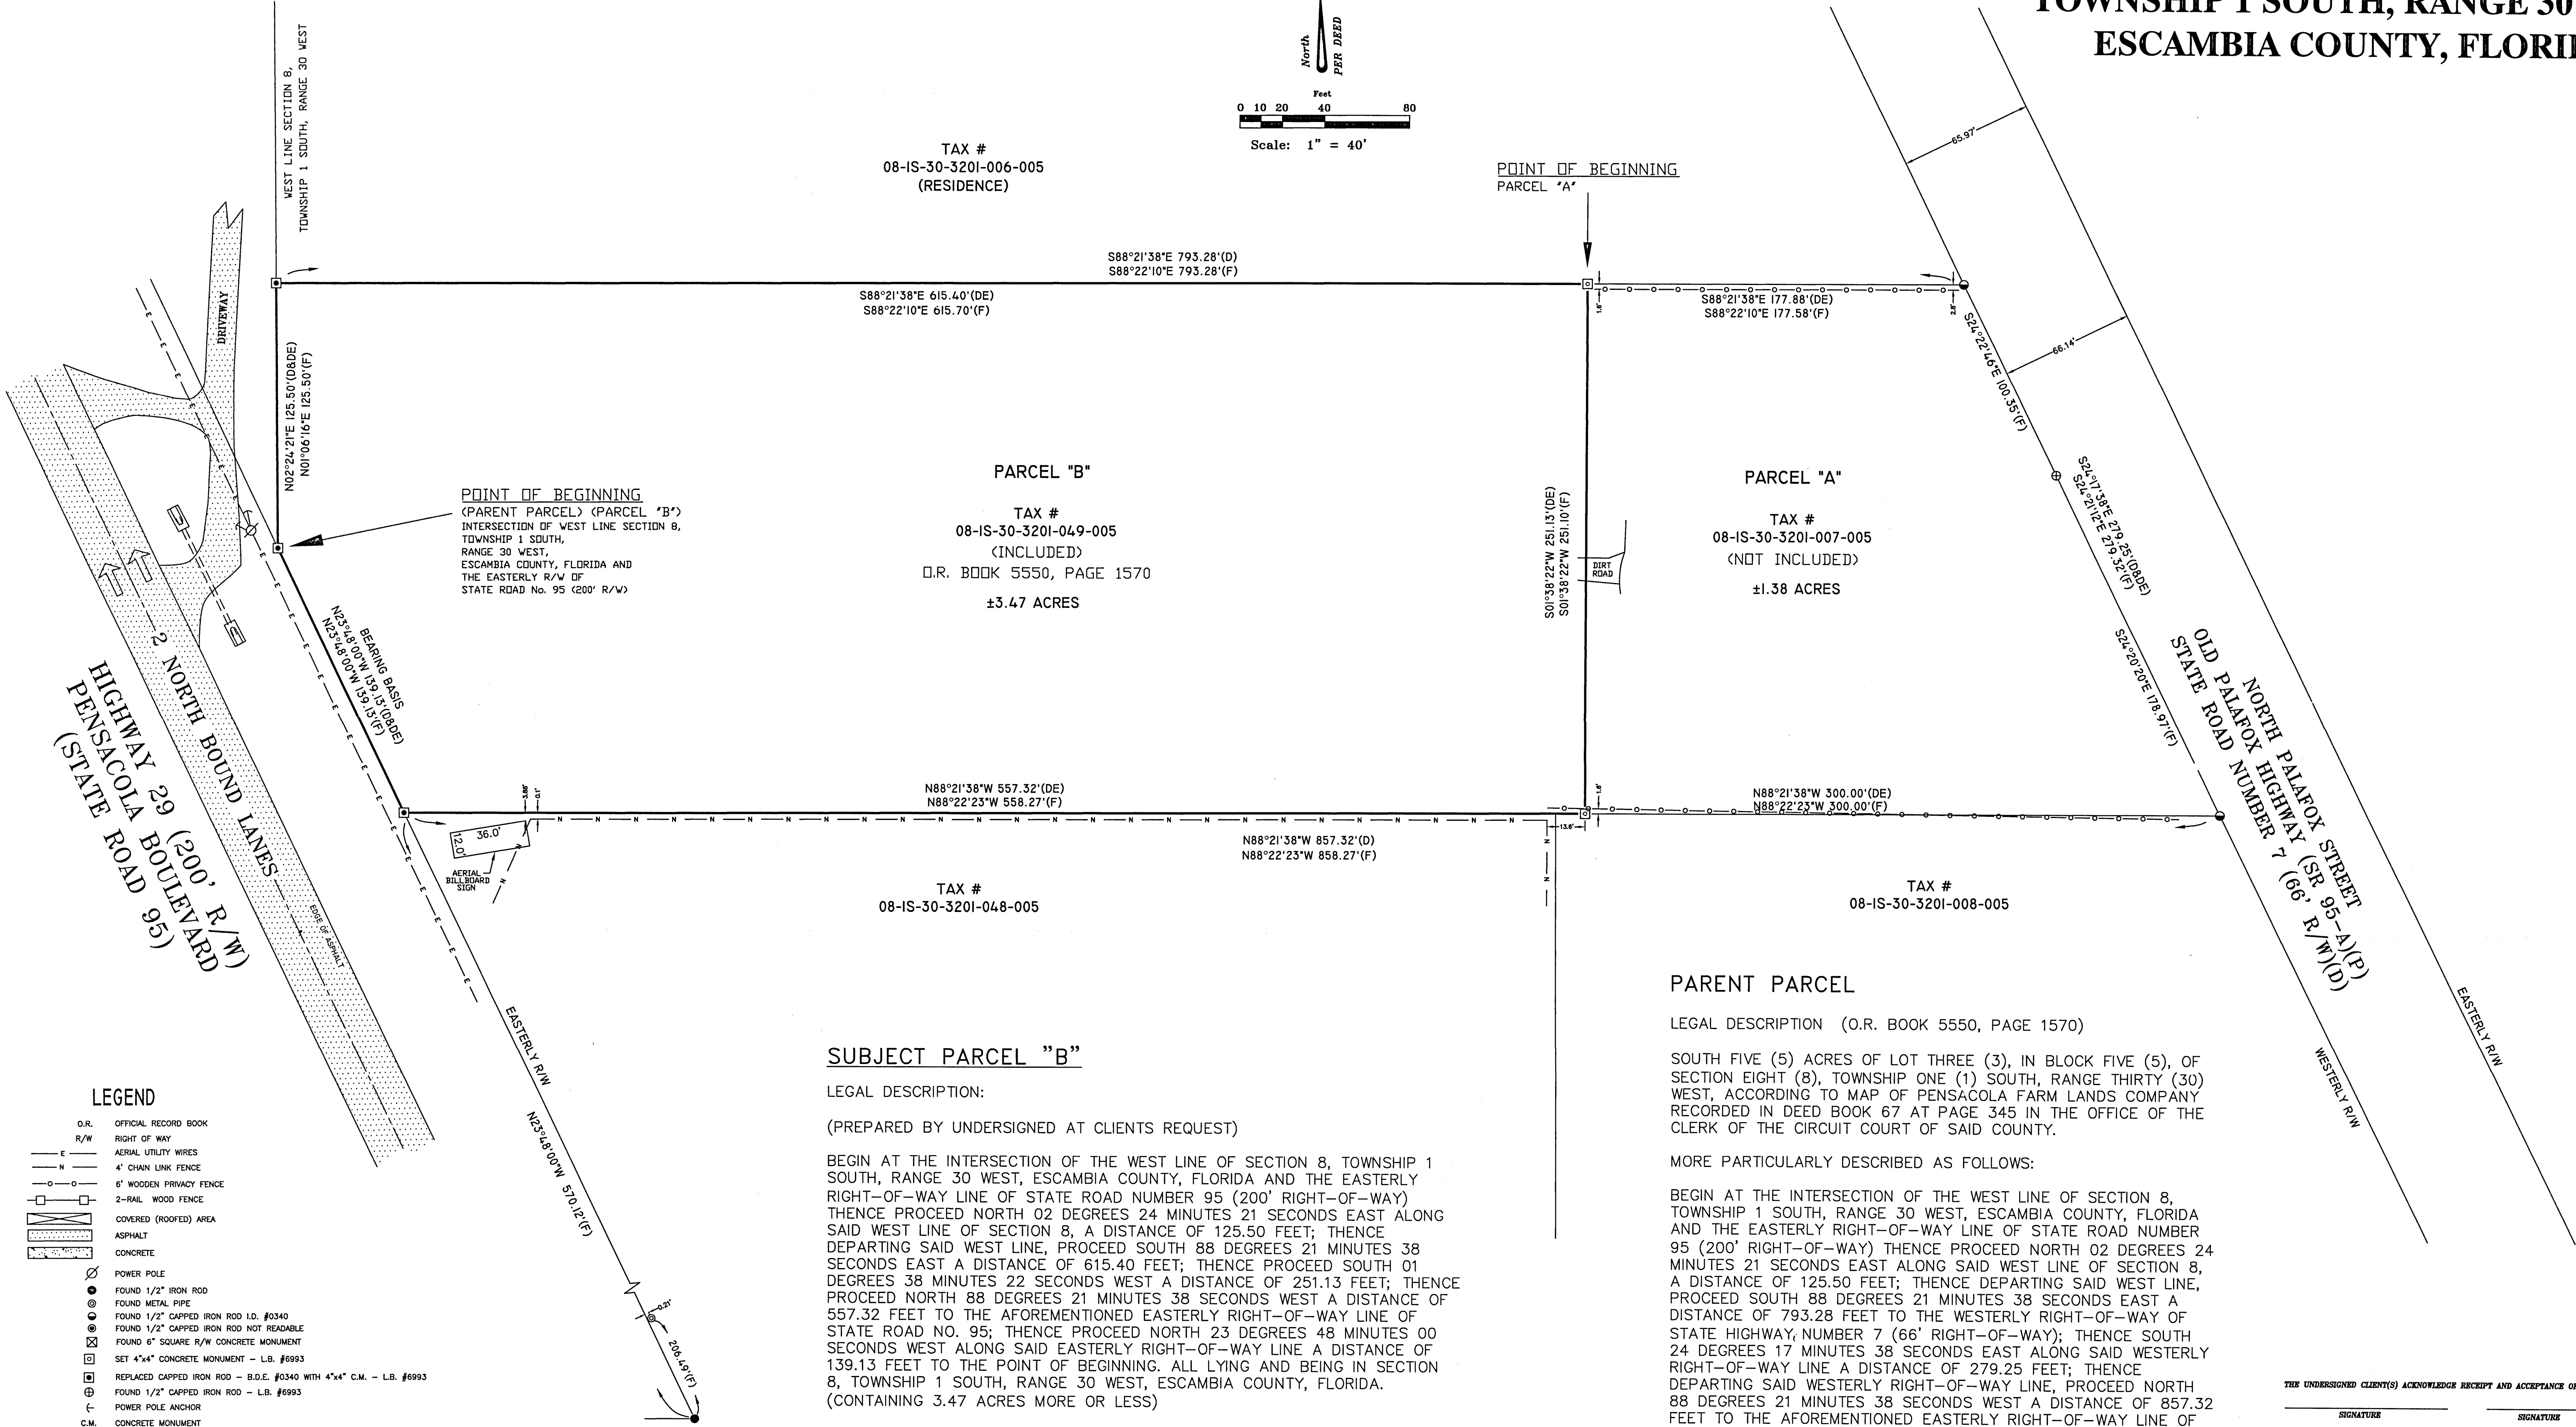 TOWNSHIP 1 SOUTH, RANGE 30
ESCAMBIA COUNTY, FLORI
WEST LINE SECTION 8,
TOWNSHIP 1 SOUTH, RANGE 30 WEST
North
PER DEED
Feet
0 10 20 40 80
Scale: 1" = 40'
TAX #
08-1S-30-3201-006-005
(RESIDENCE)
POINT OF BEGINNING
PARCEL "A"
65.97'
66.14'
S88°21'38"E 793.28'(D)
S88°22'10"E 793.28'(F)
S88°21'38"E 615.40'(DE)
S88°22'10"E 615.70'(F)
S88°21'38"E 177.88'(DE)
S88°22'10"E 177.58'(F)
1.5'
2.5'
S24°22'46"E 100.35'(F)
DRIVEWAY
N02°24'21"E 125.50'(D&DE)
N01°06'16"E 125.50'(F)
POINT OF BEGINNING
(PARENT PARCEL) (PARCEL "B")
INTERSECTION OF WEST LINE SECTION 8,
TOWNSHIP 1 SOUTH,
RANGE 30 WEST,
ESCAMBIA COUNTY, FLORIDA AND
THE EASTERLY R/W OF
STATE ROAD No. 95 (200' R/W)
PARCEL "B"
TAX #
08-1S-30-3201-049-005
(INCLUDED)
O.R. BOOK 5550, PAGE 1570
±3.47 ACRES
S01°38'22"W 251.13'(DE)
S01°38'22"W 251.10'(F)
DIRT
ROAD
PARCEL "A"
TAX #
08-1S-30-3201-007-005
(NOT INCLUDED)
±1.38 ACRES
S24°17'38"E 279.25'(D&DE)
S24°21'12"E 279.32'(F)
S24°20'20"E 178.97'(F)
NORTH PALAFOX STREET
OLD PALAFOX HIGHWAY (SR 95-A)(P)
STATE ROAD NUMBER 7 (66' R/W)(D)
BEARING BASIS
N23°48'00"W 139.13'(D&DE)
N23°48'00"W 139.13'(F)
2 NORTH BOUND LANES
HIGHWAY 29 (200' R/W)
PENSACOLA BOULEVARD
(STATE ROAD 95)
EDGE OF ASPHALT
N88°21'38"W 557.32'(DE)
N88°22'23"W 558.27'(F)
3.88'
0.1'
36.0'
12.0'
AERIAL
BILLBOARD
SIGN
1.6'
13.6'
N88°21'38"W 300.00'(DE)
N88°22'23"W 300.00'(F)
N88°21'38"W 857.32'(D)
N88°22'23"W 858.27'(F)
TAX #
08-1S-30-3201-048-005
TAX #
08-1S-30-3201-008-005
EASTERLY R/W
N23°48'00"W 570.12'(F)
0.21'
206.49'(F)
WESTERLY R/W
EASTERLY R/W
LEGEND
O.R. OFFICIAL RECORD BOOK
R/W RIGHT OF WAY
E AERIAL UTILITY WIRES
N 4' CHAIN LINK FENCE
6' WOODEN PRIVACY FENCE
2-RAIL WOOD FENCE
COVERED (ROOFED) AREA
ASPHALT
CONCRETE
POWER POLE
FOUND 1/2" IRON ROD
FOUND METAL PIPE
FOUND 1/2" CAPPED IRON ROD I.D. #0340
FOUND 1/2" CAPPED IRON ROD NOT READABLE
FOUND 6" SQUARE R/W CONCRETE MONUMENT
SET 4"x4" CONCRETE MONUMENT - L.B. #6993
REPLACED CAPPED IRON ROD - B.D.E. #0340 WITH 4"x4" C.M. - L.B. #6993
FOUND 1/2" CAPPED IRON ROD - L.B. #6993
POWER POLE ANCHOR
C.M. CONCRETE MONUMENT
SUBJECT PARCEL "B"
LEGAL DESCRIPTION:
(PREPARED BY UNDERSIGNED AT CLIENTS REQUEST)
BEGIN AT THE INTERSECTION OF THE WEST LINE OF SECTION 8, TOWNSHIP 1
SOUTH, RANGE 30 WEST, ESCAMBIA COUNTY, FLORIDA AND THE EASTERLY
RIGHT-OF-WAY LINE OF STATE ROAD NUMBER 95 (200' RIGHT-OF-WAY)
THENCE PROCEED NORTH 02 DEGREES 24 MINUTES 21 SECONDS EAST ALONG
SAID WEST LINE OF SECTION 8, A DISTANCE OF 125.50 FEET; THENCE
DEPARTING SAID WEST LINE, PROCEED SOUTH 88 DEGREES 21 MINUTES 38
SECONDS EAST A DISTANCE OF 615.40 FEET; THENCE PROCEED SOUTH 01
DEGREES 38 MINUTES 22 SECONDS WEST A DISTANCE OF 251.13 FEET; THENCE
PROCEED NORTH 88 DEGREES 21 MINUTES 38 SECONDS WEST A DISTANCE OF
557.32 FEET TO THE AFOREMENTIONED EASTERLY RIGHT-OF-WAY LINE OF
STATE ROAD NO. 95; THENCE PROCEED NORTH 23 DEGREES 48 MINUTES 00
SECONDS WEST ALONG SAID EASTERLY RIGHT-OF-WAY LINE A DISTANCE OF
139.13 FEET TO THE POINT OF BEGINNING. ALL LYING AND BEING IN SECTION
8, TOWNSHIP 1 SOUTH, RANGE 30 WEST, ESCAMBIA COUNTY, FLORIDA.
(CONTAINING 3.47 ACRES MORE OR LESS)
PARENT PARCEL
LEGAL DESCRIPTION (O.R. BOOK 5550, PAGE 1570)
SOUTH FIVE (5) ACRES OF LOT THREE (3), IN BLOCK FIVE (5), OF
SECTION EIGHT (8), TOWNSHIP ONE (1) SOUTH, RANGE THIRTY (30)
WEST, ACCORDING TO MAP OF PENSACOLA FARM LANDS COMPANY
RECORDED IN DEED BOOK 67 AT PAGE 345 IN THE OFFICE OF THE
CLERK OF THE CIRCUIT COURT OF SAID COUNTY.
MORE PARTICULARLY DESCRIBED AS FOLLOWS:
BEGIN AT THE INTERSECTION OF THE WEST LINE OF SECTION 8,
TOWNSHIP 1 SOUTH, RANGE 30 WEST, ESCAMBIA COUNTY, FLORIDA
AND THE EASTERLY RIGHT-OF-WAY LINE OF STATE ROAD NUMBER
95 (200' RIGHT-OF-WAY) THENCE PROCEED NORTH 02 DEGREES 24
MINUTES 21 SECONDS EAST ALONG SAID WEST LINE OF SECTION 8,
A DISTANCE OF 125.50 FEET; THENCE DEPARTING SAID WEST LINE,
PROCEED SOUTH 88 DEGREES 21 MINUTES 38 SECONDS EAST A
DISTANCE OF 793.28 FEET TO THE WESTERLY RIGHT-OF-WAY OF
STATE HIGHWAY NUMBER 7 (66' RIGHT-OF-WAY); THENCE SOUTH
24 DEGREES 17 MINUTES 38 SECONDS EAST ALONG SAID WESTERLY
RIGHT-OF-WAY LINE A DISTANCE OF 279.25 FEET; THENCE
DEPARTING SAID WESTERLY RIGHT-OF-WAY LINE, PROCEED NORTH
88 DEGREES 21 MINUTES 38 SECONDS WEST A DISTANCE OF 857.32
FEET TO THE AFOREMENTIONED EASTERLY RIGHT-OF-WAY LINE OF
THE UNDERSIGNED CLIENT(S) ACKNOWLEDGE RECEIPT AND ACCEPTANCE O
SIGNATURE SIGNATURE